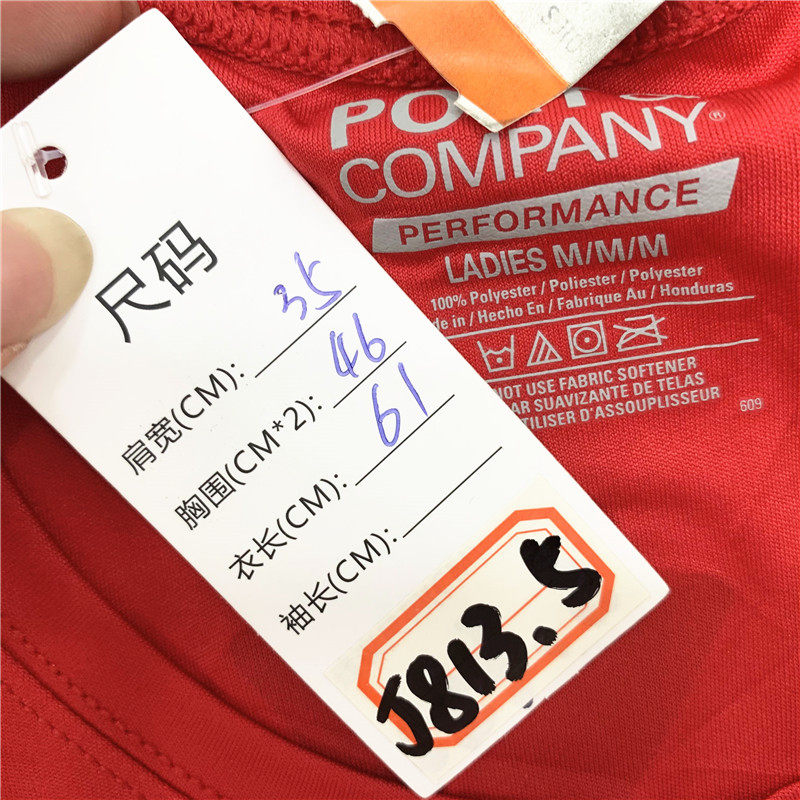 尺码
肩宽(CM): 35
胸围(CM*2): 46
衣长(CM): 61
袖长(CM):
J813.5
COMPANY®
PERFORMANCE
LADIES M/M/M
100% Polyester / Poliester / Polyester
de in / Hecho En / Fabrique Au / Honduras
NOT USE FABRIC SOFTENER
AR SUAVIZANTE DE TELAS
TILISER D'ASSOUPLISSEUR
609